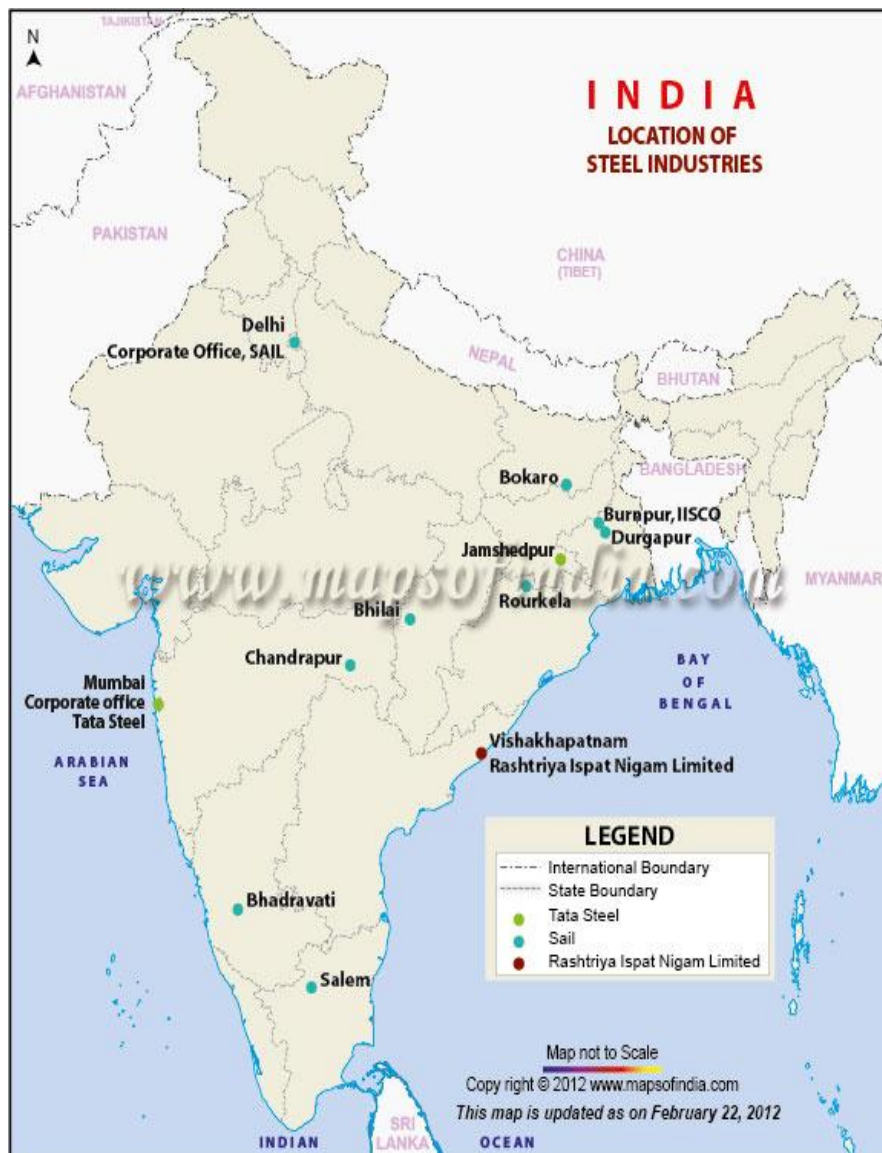 TAJIKISTAN
N
AFGHANISTAN
INDIA
LOCATION OF
STEEL INDUSTRIES
PAKISTAN
CHINA
(TIBET)
Delhi
Corporate Office, SAIL
NEPAL
BHUTAN
Bokaro
BANGLADESH
Burnpur, IISCO
Durgapur
Jamshedpur
www.mapsofindia.com
MYANMAR
Rourkela
Bhilai
Chandrapur
BAY
OF
BENGAL
Mumbai
Corporate office
Tata Steel
ARABIAN
SEA
Vishakhapatnam
Rashtriya Ispat Nigam Limited
LEGEND
International Boundary
State Boundary
Tata Steel
Sail
Rashtriya Ispat Nigam Limited
Bhadravati
Salem
Map not to Scale
Copy right © 2012 www.mapsofindia.com
This map is updated as on February 22, 2012
SRI
LANKA
INDIAN OCEAN